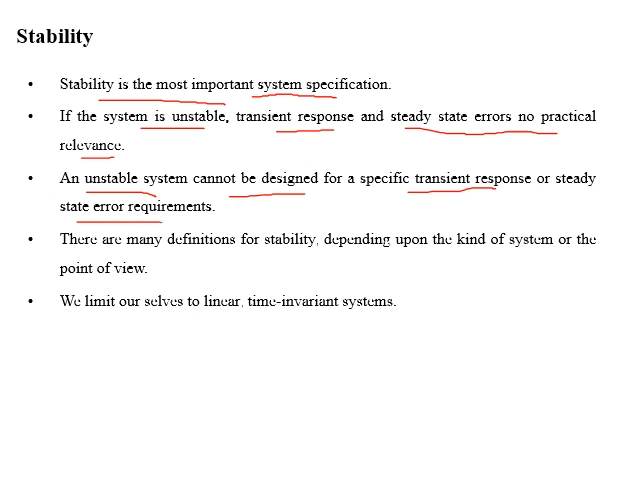 Stability
• Stability is the most important system specification.
• If the system is unstable, transient response and steady state errors no practical
relevance.
• An unstable system cannot be designed for a specific transient response or steady
state error requirements.
• There are many definitions for stability, depending upon the kind of system or the
point of view.
• We limit our selves to linear, time-invariant systems.